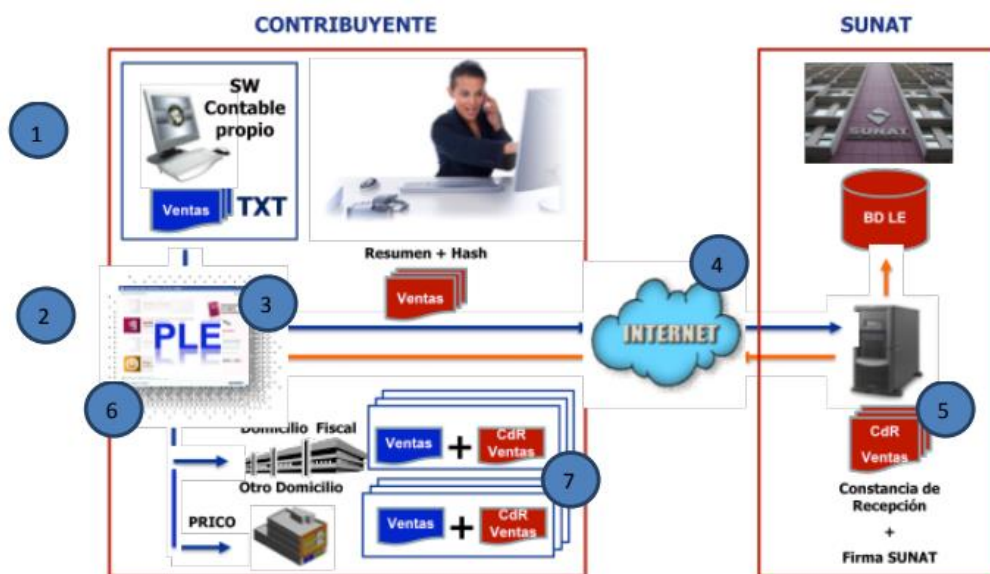 CONTRIBUYENTE
SUNAT
1
SW
Contable
propio
Ventas
TXT
SUNAT
BD LE
Resumen + Hash
Ventas
2
3
PLE
4
INTERNET
5
CdR
Ventas
Constancia de
Recepción
+
Firma SUNAT
6
Domicilio Fiscal
Otro Domicilio
Ventas
+
CdR
Ventas
7
PRICO
Ventas
+
CdR
Ventas